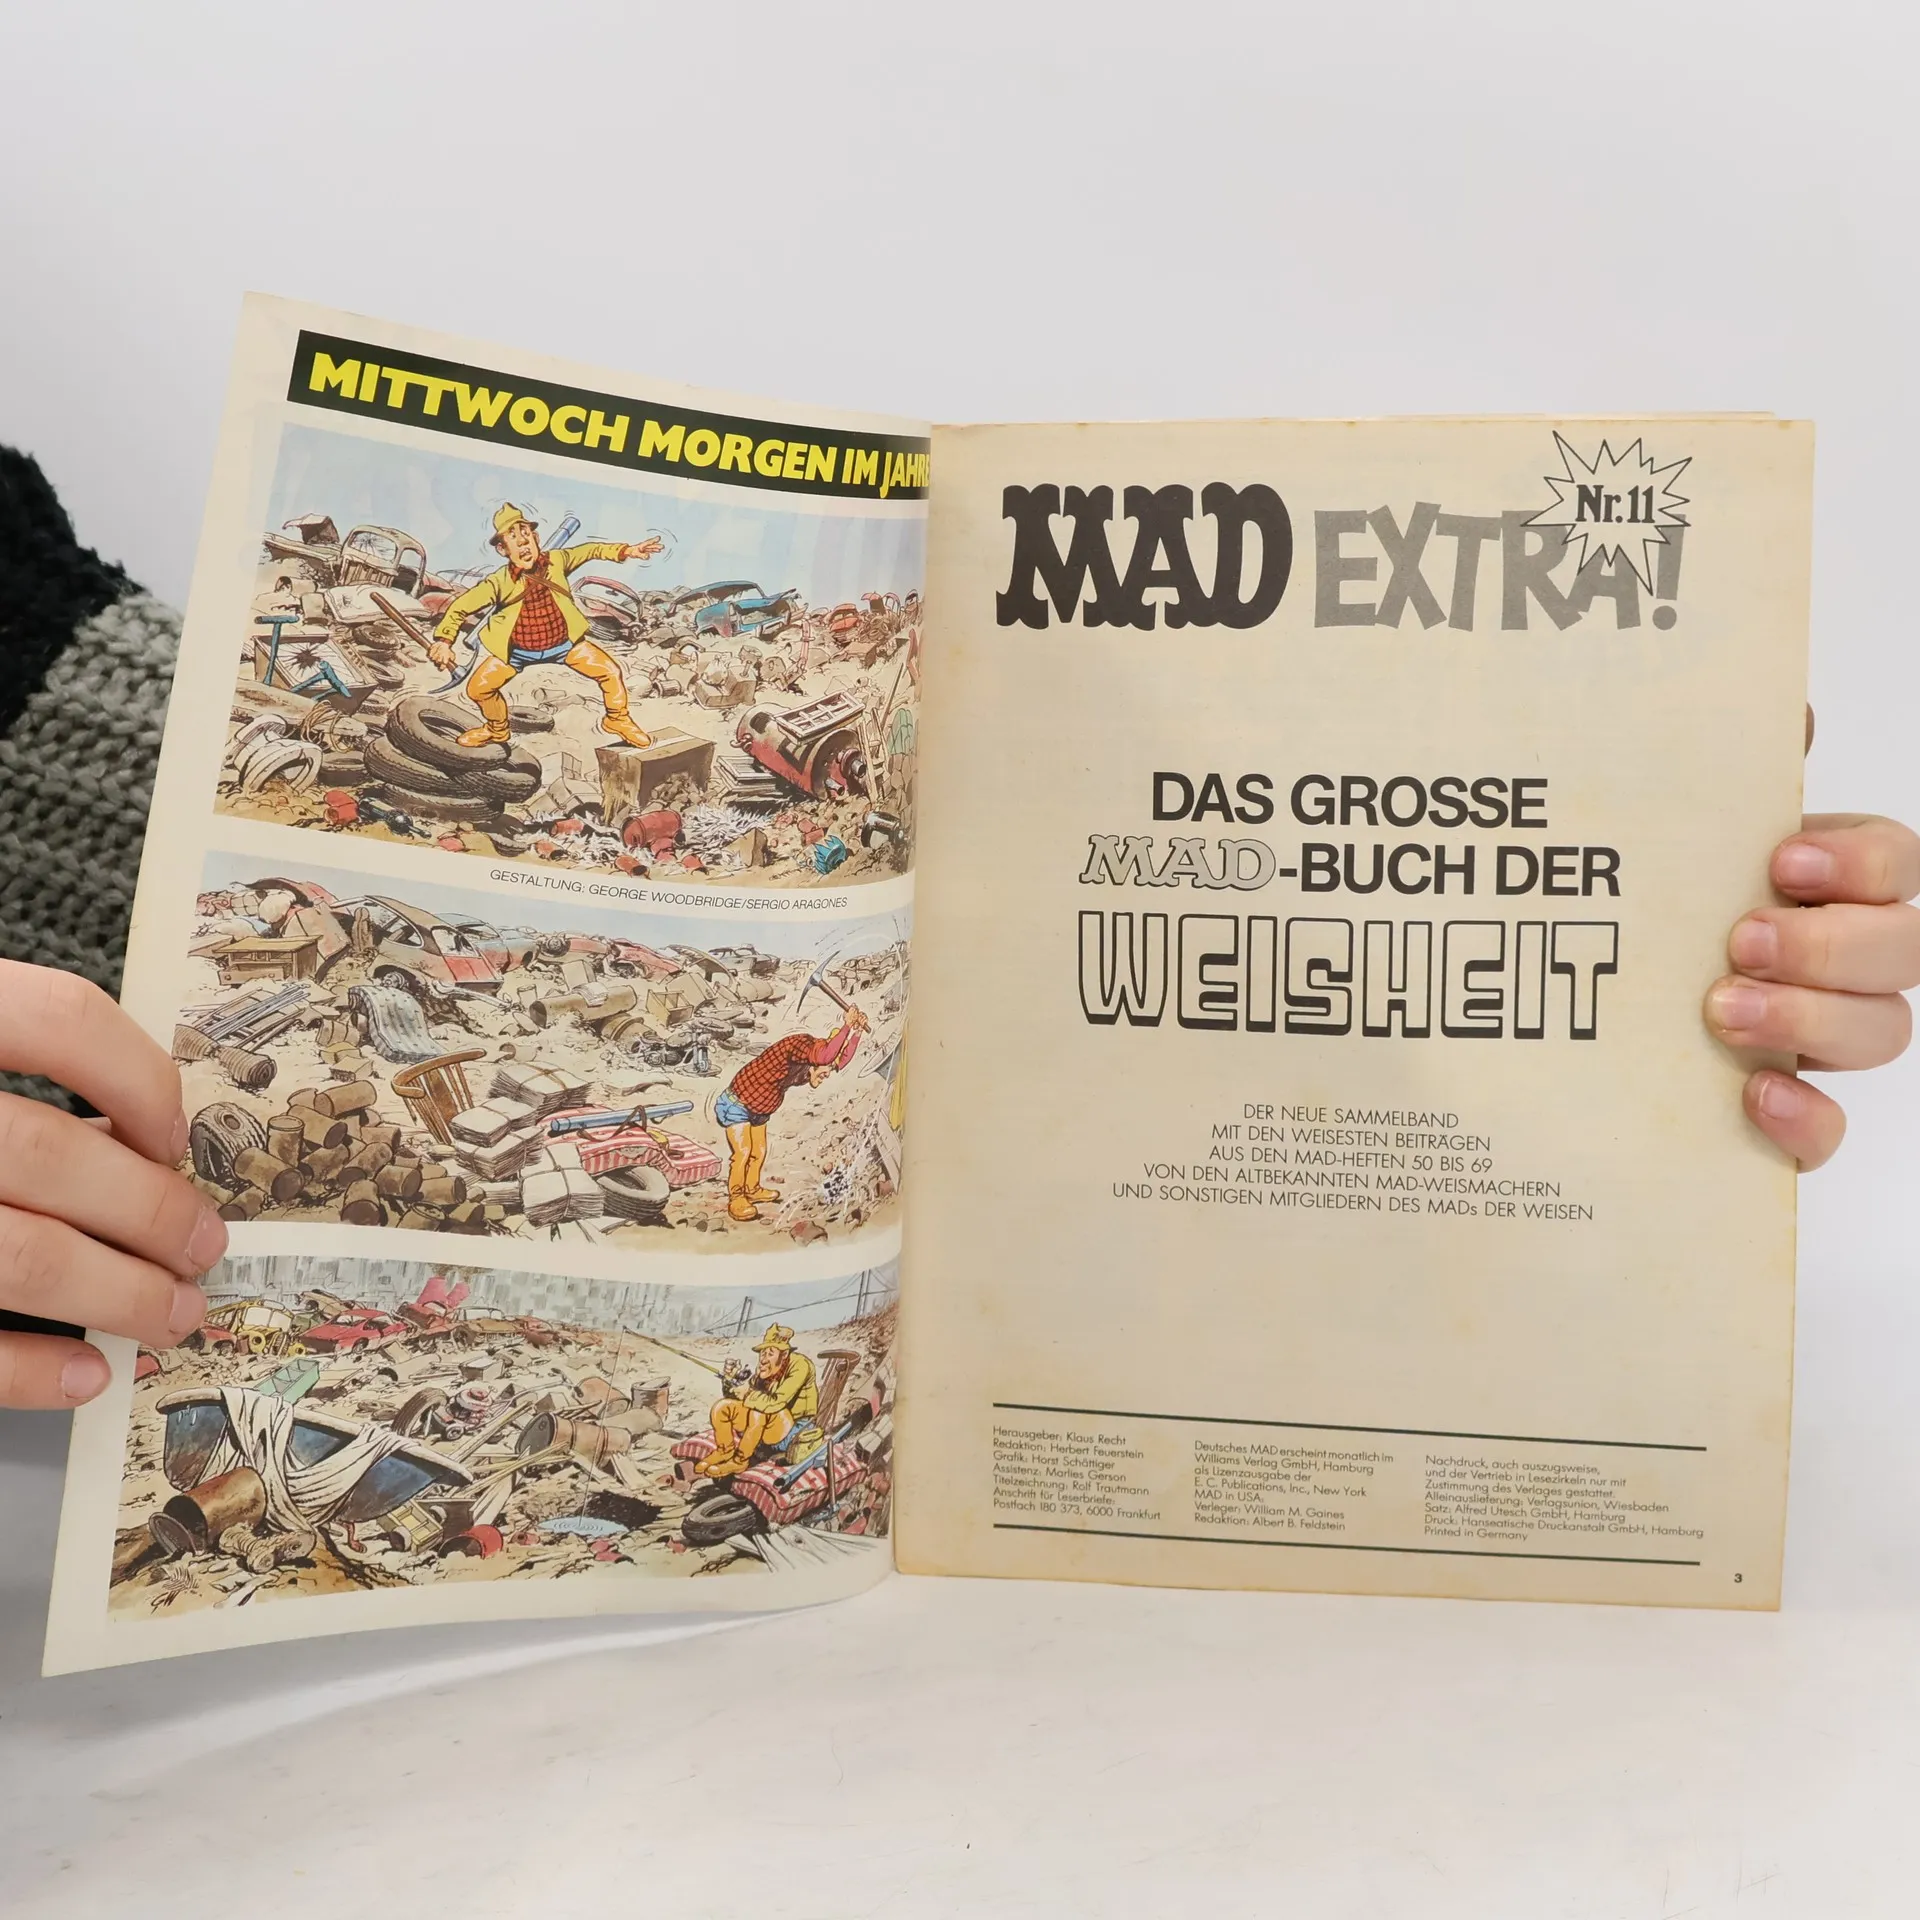 MITTWOCH MORGEN IM JAHRE
GESTALTUNG: GEORGE WOODBRIDGE/SERGIO ARAGONES
GW
MAD EXTRA!
Nr. 11
DAS GROSSE
MAD-BUCH DER
WEISHEIT
DER NEUE SAMMELBAND
MIT DEN WEISESTEN BEITRÄGEN
AUS DEN MAD-HEFTEN 50 BIS 69
VON DEN ALTBEKANNTEN MAD-WEISMACHERN
UND SONSTIGEN MITGLIEDERN DES MADs DER WEISEN
Herausgeber: Klaus Recht
Redaktion: Herbert Feuerstein
Grafik: Horst Schättiger
Assistenz: Marlies Gerson
Titelzeichnung: Rolf Trautmann
Anschrift für Leserbriefe:
Postfach 180 373, 6000 Frankfurt
Deutsches MAD erscheint monatlich im
Williams Verlag GmbH, Hamburg
als Lizenzausgabe der
E. C. Publications, Inc., New York
MAD in USA:
Verleger: William M. Gaines
Redaktion: Albert B. Feldstein
Nachdruck, auch auszugsweise,
und der Vertrieb in Lesezirkeln nur mit
Zustimmung des Verlages gestattet.
Alleinauslieferung: Verlagsunion, Wiesbaden
Satz: Alfred Utesch GmbH, Hamburg
Druck: Hanseatische Druckanstalt GmbH, Hamburg
Printed in Germany
3